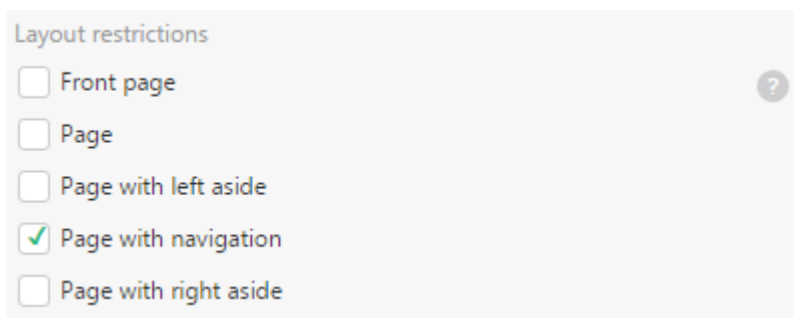 Layout restrictions
Front page
?
Page
Page with left aside
Page with navigation
Page with right aside